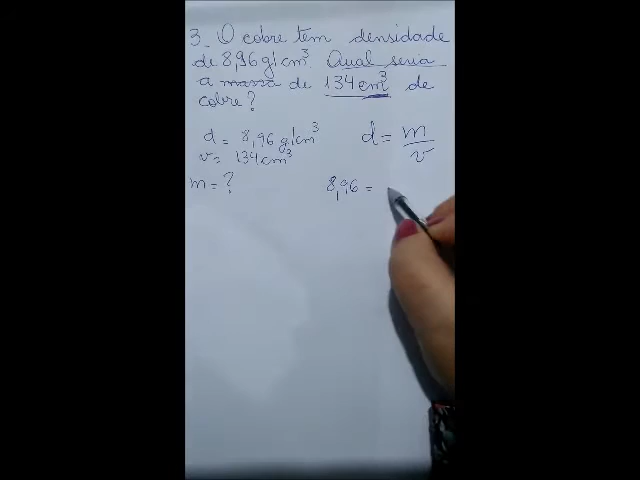 3. O cobre tem densidade
de 8,96 g/cm³. Qual seria
a massa de 134 cm³ de
cobre?
d = 8,96 g/cm³
d = m/v
v = 134 cm³
m = ?
8,96 =